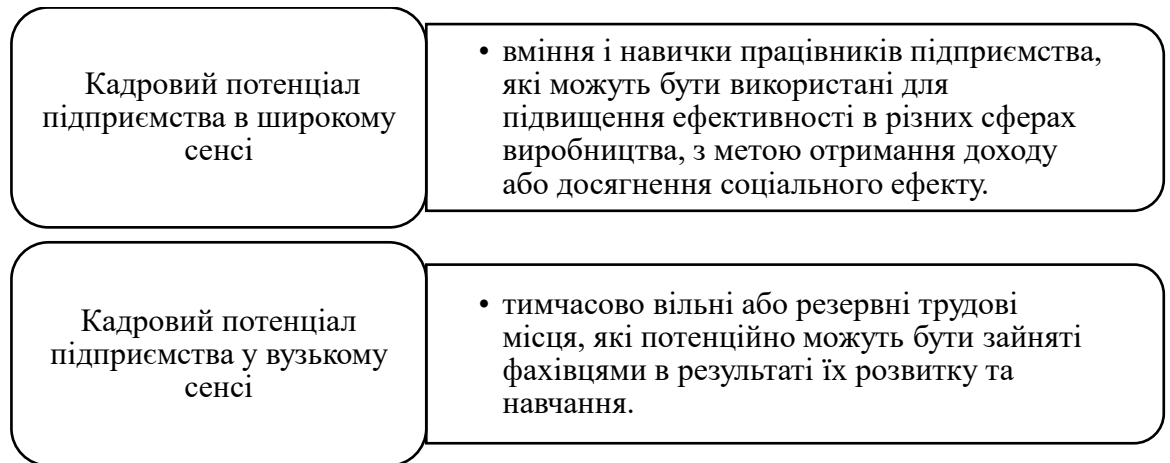 Кадровий потенціал
підприємства в широкому
сенсі
• вміння і навички працівників підприємства,
які можуть бути використані для
підвищення ефективності в різних сферах
виробництва, з метою отримання доходу
або досягнення соціального ефекту.
Кадровий потенціал
підприємства у вузькому
сенсі
• тимчасово вільні або резервні трудові
місця, які потенційно можуть бути зайняті
фахівцями в результаті їх розвитку та
навчання.